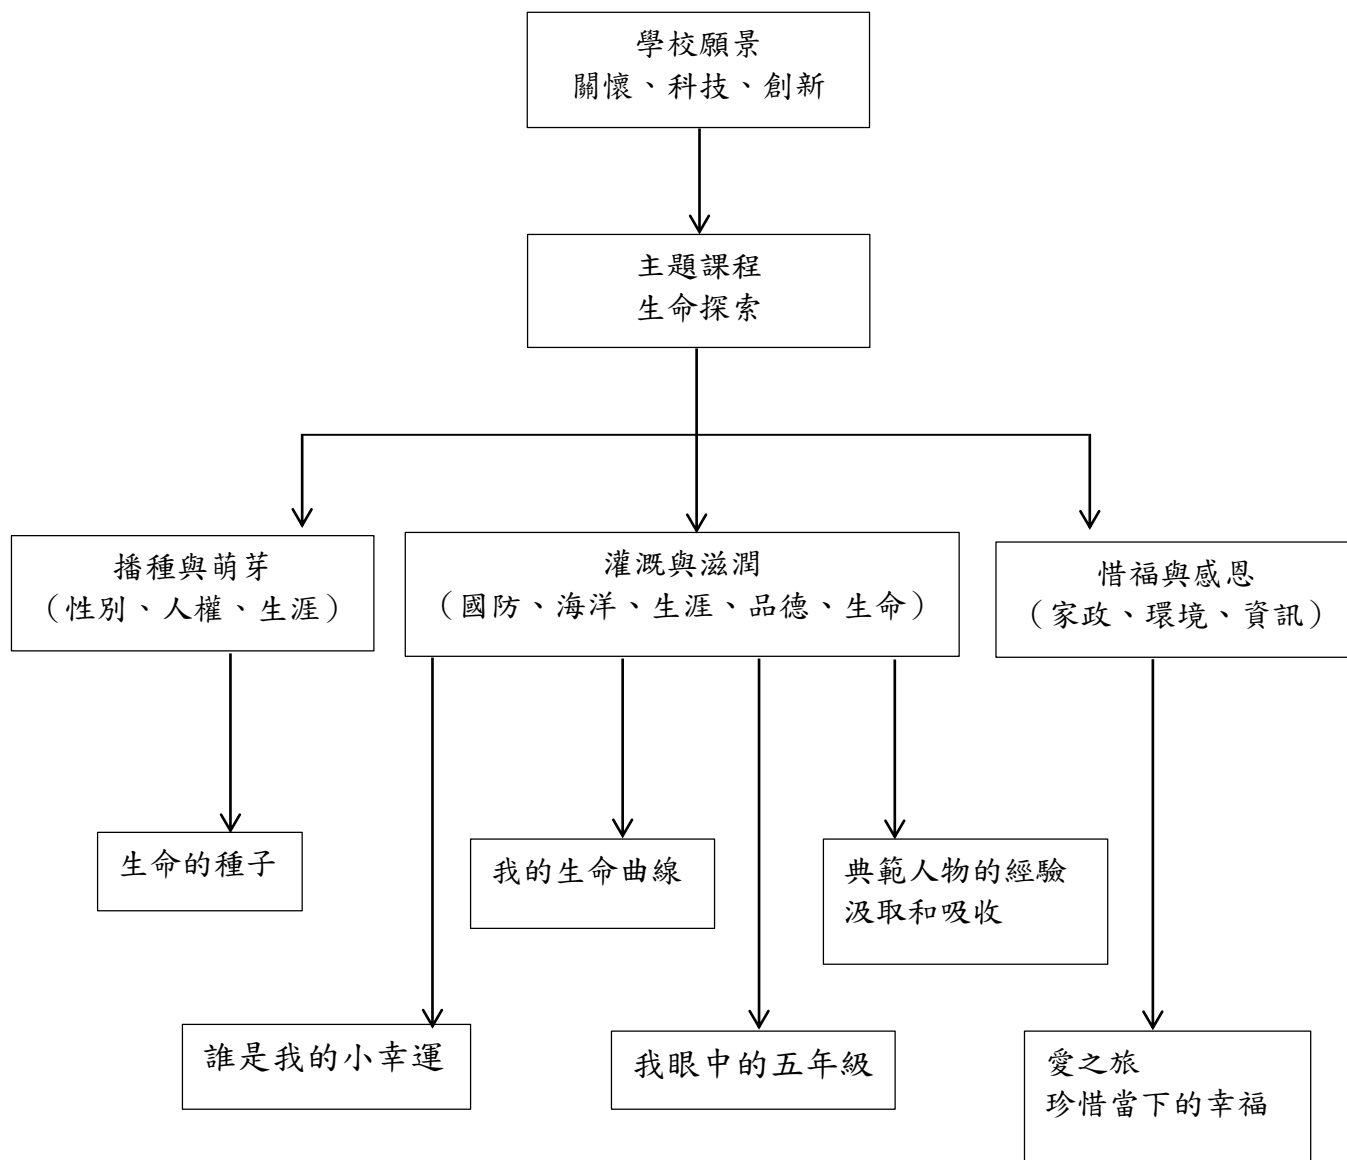 學校願景
關懷、科技、創新
主題課程
生命探索
播種與萌芽
（性別、人權、生涯）
灌溉與滋潤
（國防、海洋、生涯、品德、生命）
惜福與感恩
（家政、環境、資訊）
生命的種子
我的生命曲線
典範人物的經驗
汲取和吸收
誰是我的小幸運
我眼中的五年級
愛之旅
珍惜當下的幸福